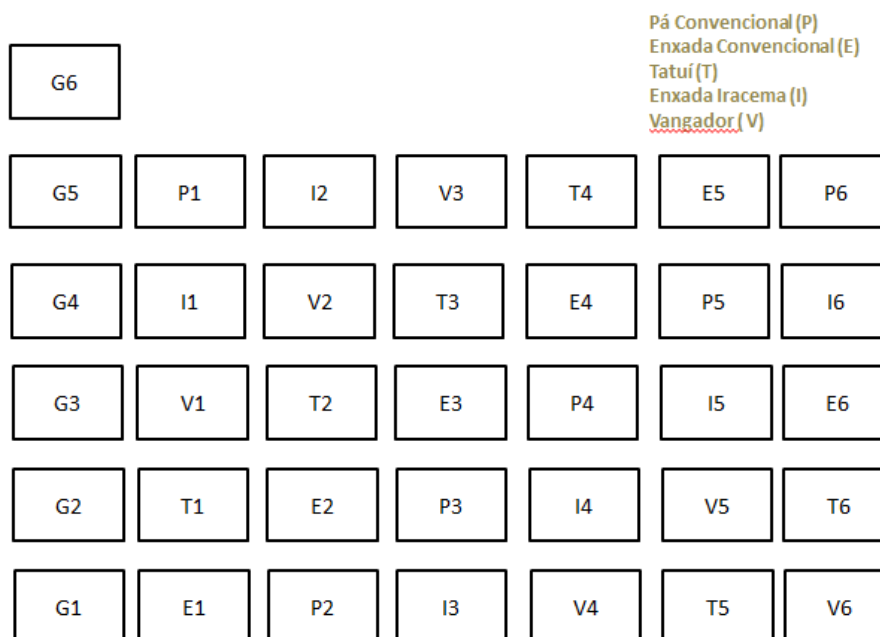 Pá Convencional (P)
Enxada Convencional (E)
Tatuí (T)
Enxada Iracema (I)
Vangador ( V)
G6
G5 P1 I2 V3 T4 E5 P6
G4 I1 V2 T3 E4 P5 I6
G3 V1 T2 E3 P4 I5 E6
G2 T1 E2 P3 I4 V5 T6
G1 E1 P2 I3 V4 T5 V6